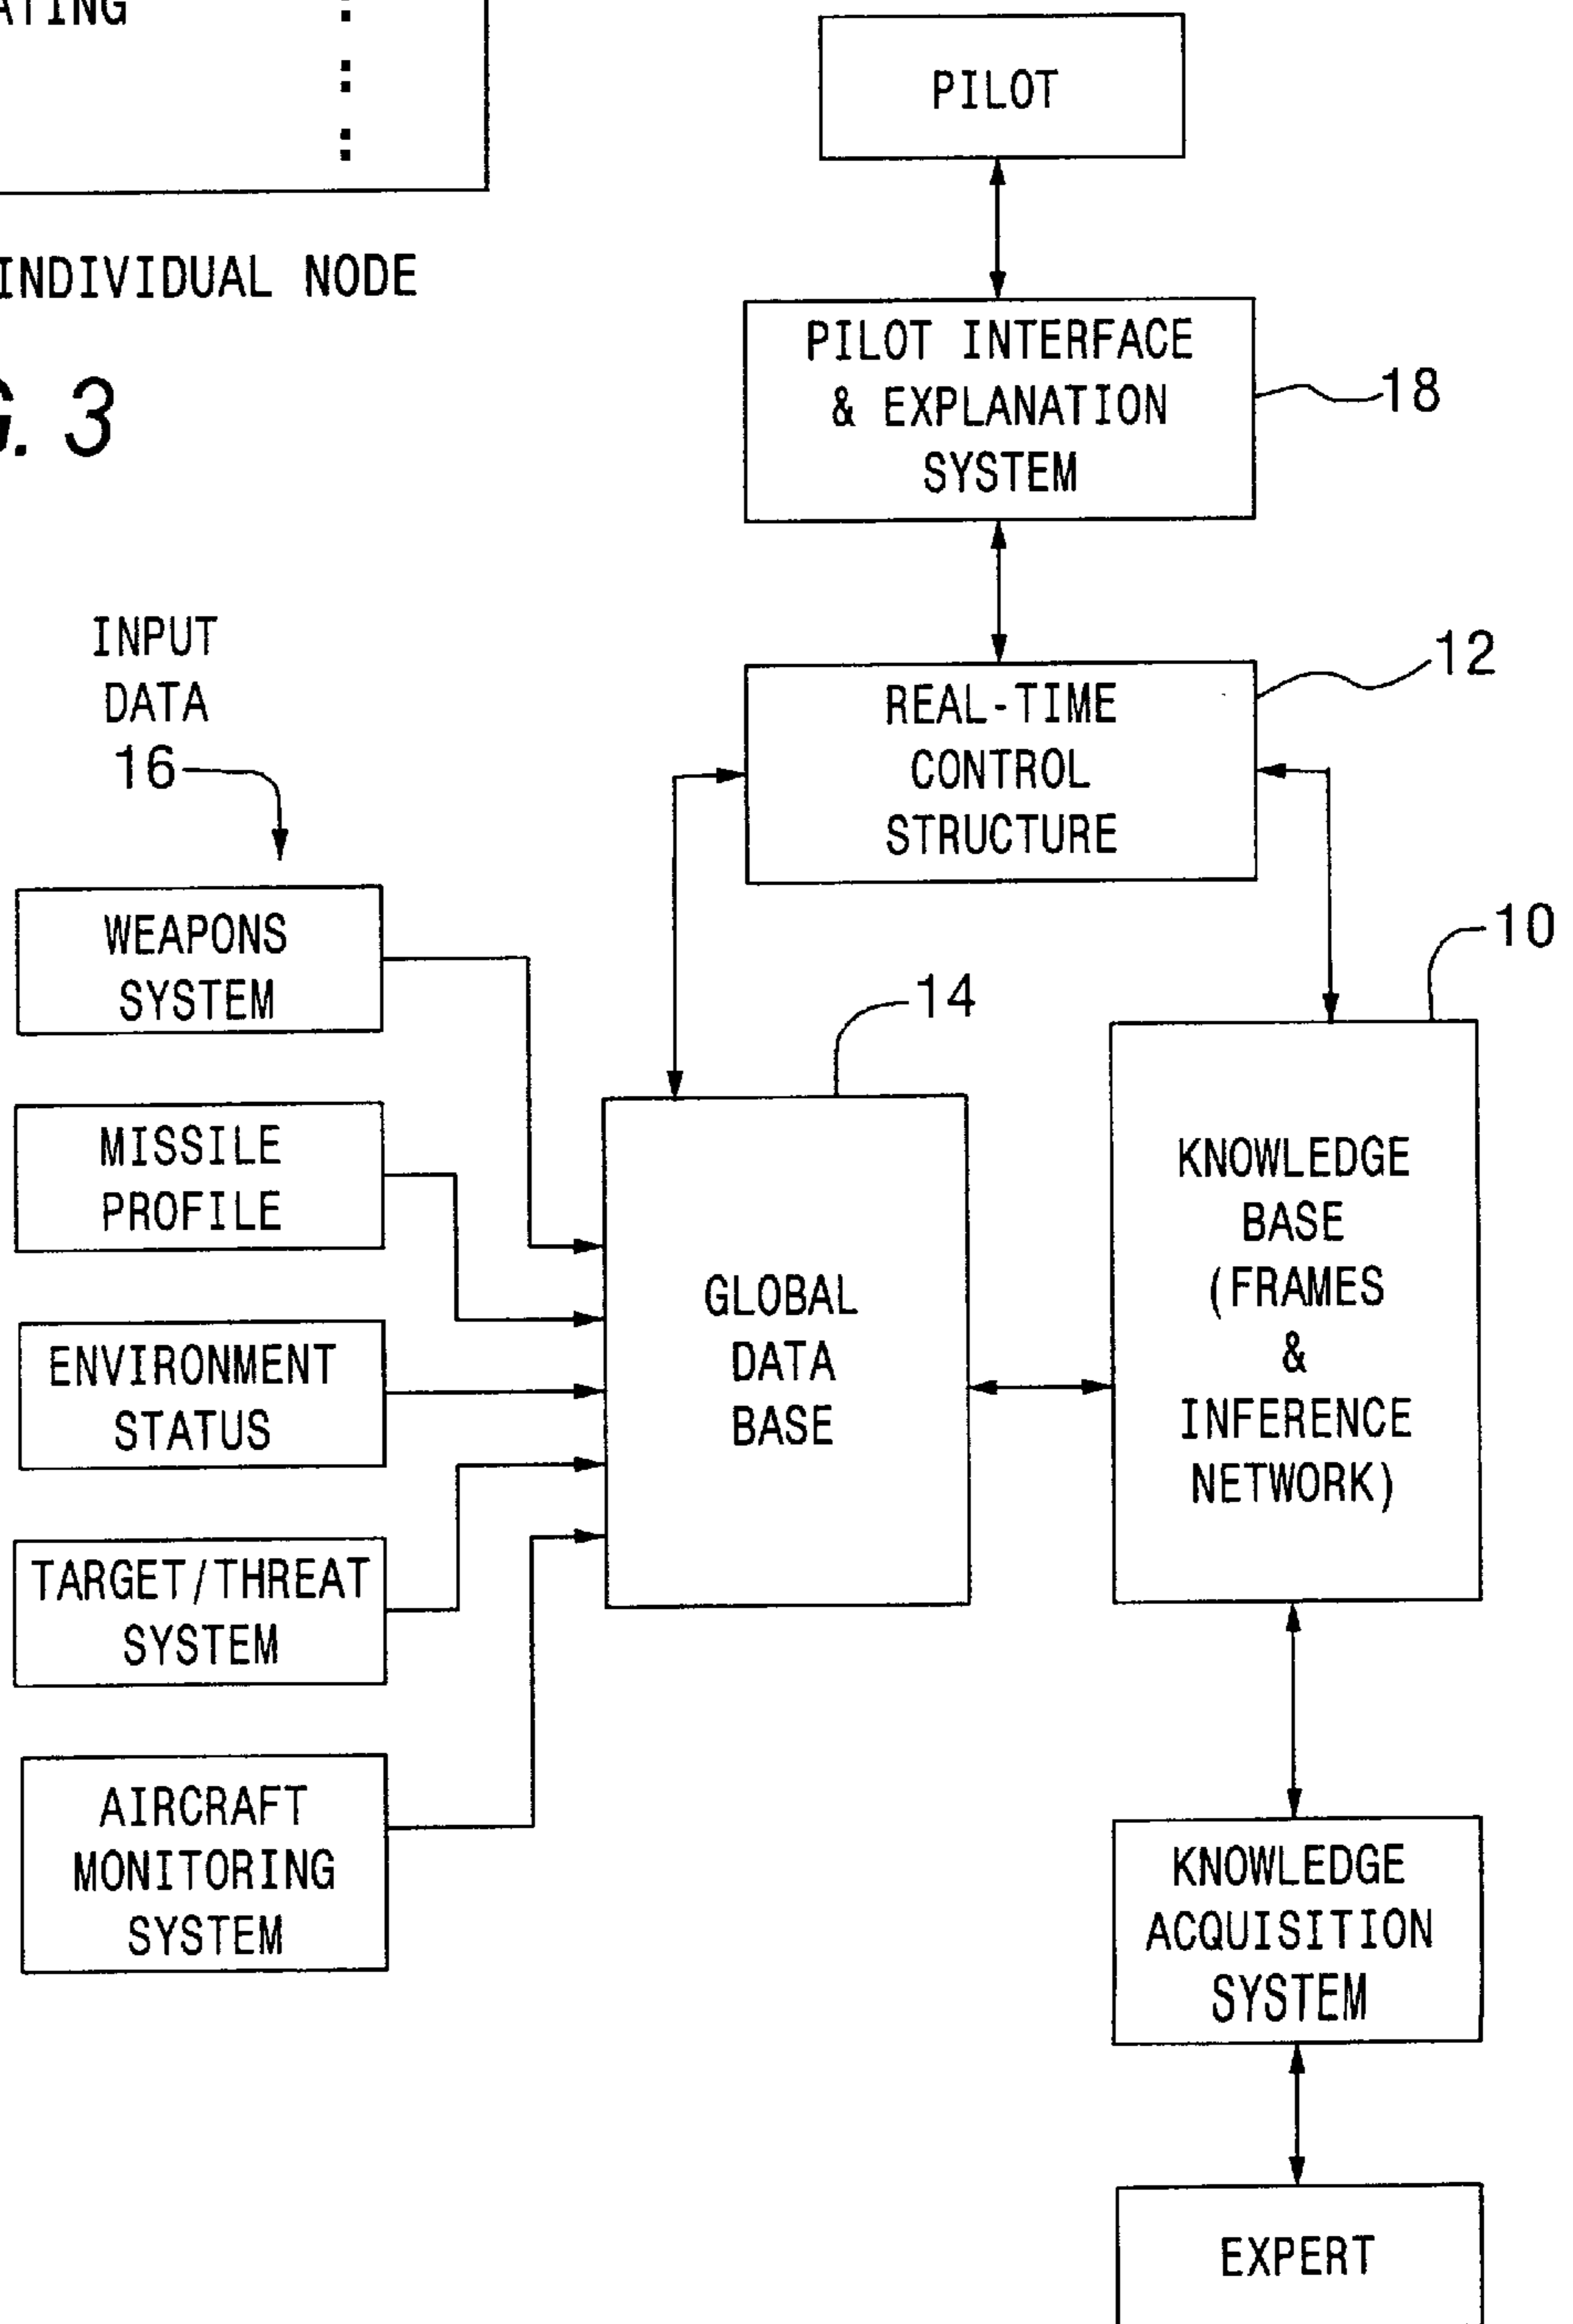 INDIVIDUAL NODE
3
PILOT
PILOT INTERFACE
& EXPLANATION
SYSTEM
18
INPUT
DATA
16
REAL-TIME
CONTROL
STRUCTURE
12
WEAPONS
SYSTEM
MISSILE
PROFILE
ENVIRONMENT
STATUS
TARGET/THREAT
SYSTEM
AIRCRAFT
MONITORING
SYSTEM
14
GLOBAL
DATA
BASE
10
KNOWLEDGE
BASE
(FRAMES
&
INFERENCE
NETWORK)
KNOWLEDGE
ACQUISITION
SYSTEM
EXPERT